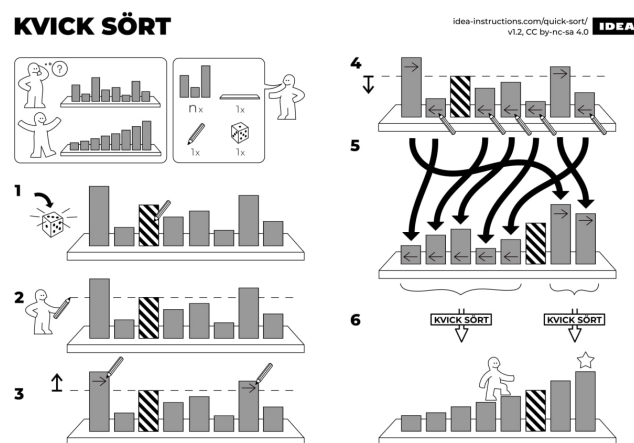 KVICK SÖRT
idea-instructions.com/quick-sort/
v1.2, CC by-nc-sa 4.0
IDEA
?
n x
1x
1x
1x
1
2
3
4
5
6
KVICK SÖRT
KVICK SÖRT